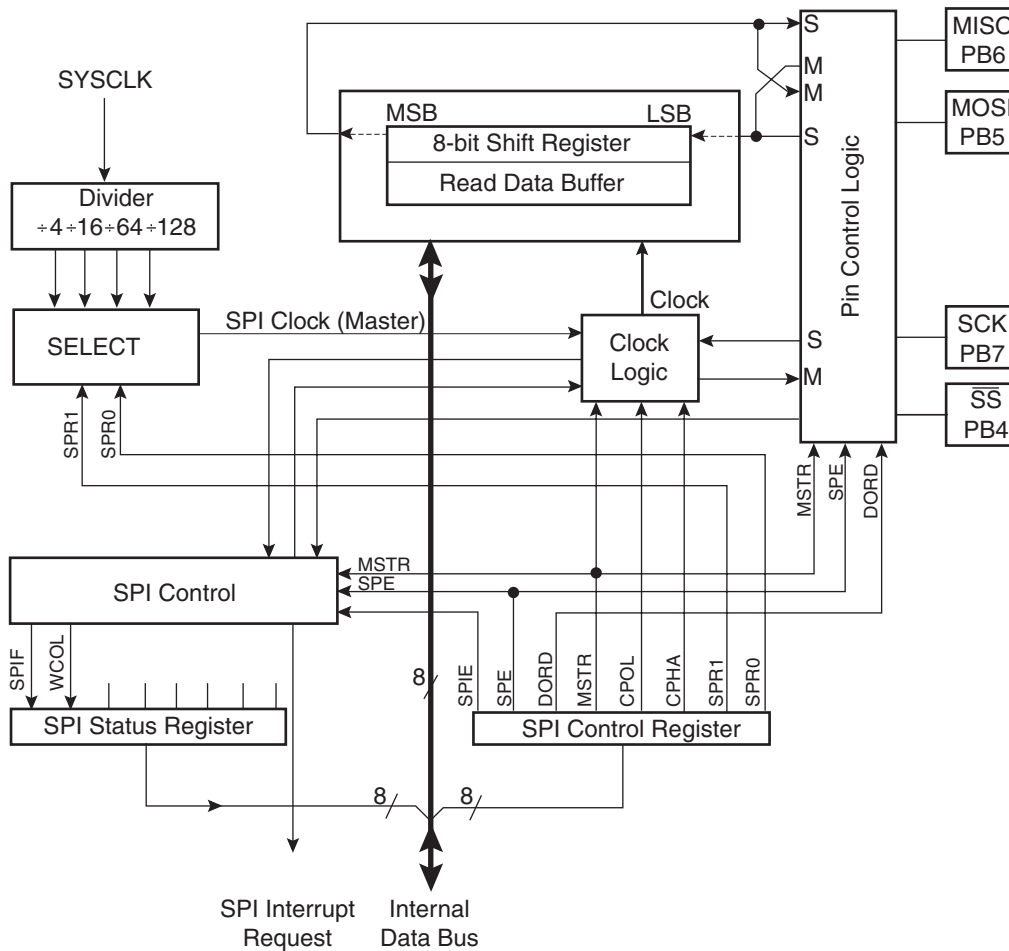 S
MISO
PB6
M
M
SYSCLK
MSB
LSB
8-bit Shift Register
S
MOSI
PB5
Read Data Buffer
Divider
÷4÷16÷64÷128
Pin Control Logic
Clock
SPI Clock (Master)
SELECT
Clock
Logic
S
M
SCK
PB7
SS
PB4
SPR1
SPR0
MSTR
SPE
DORD
MSTR
SPE
SPI Control
SPIF
WCOL
8
SPIE
SPE
DORD
MSTR
CPOL
CPHA
SPR1
SPR0
SPI Status Register
SPI Control Register
8
8
SPI Interrupt
Request
Internal
Data Bus